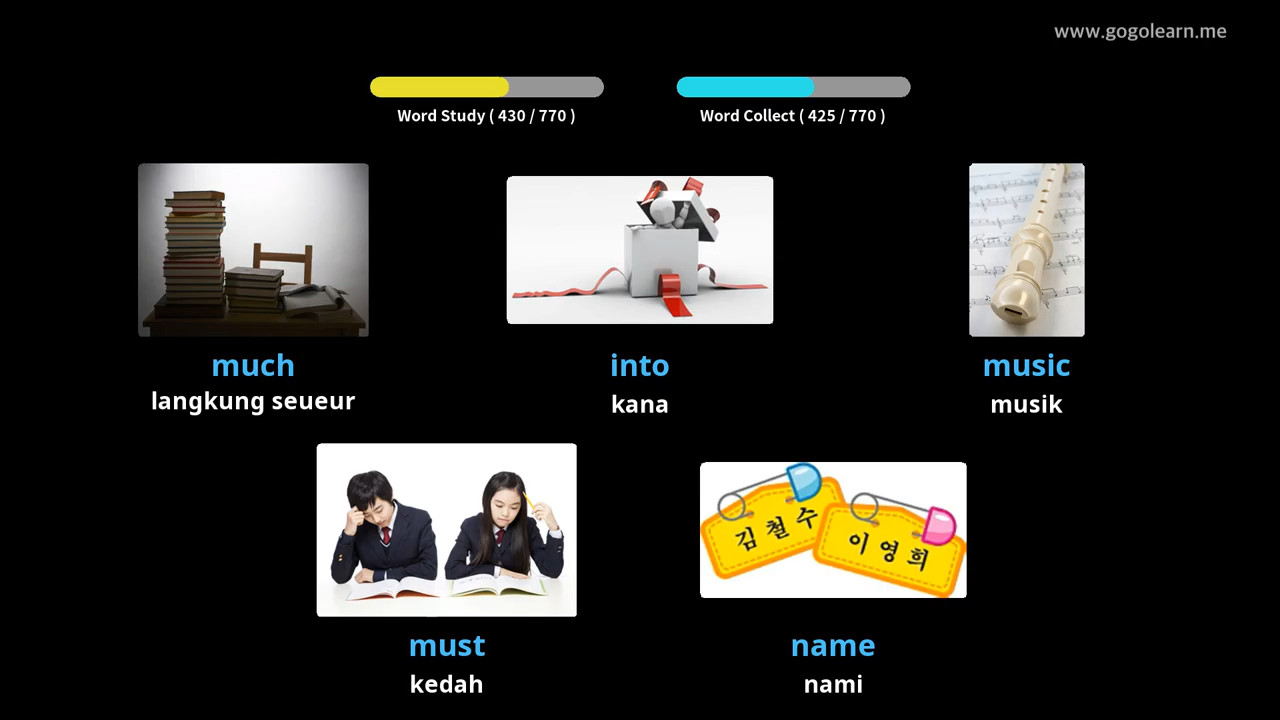 www.gogolearn.me
Word Study ( 430 / 770 )
Word Collect ( 425 / 770 )
much
langkung seueur
into
kana
music
musik
김철수
이영희
must
kedah
name
nami